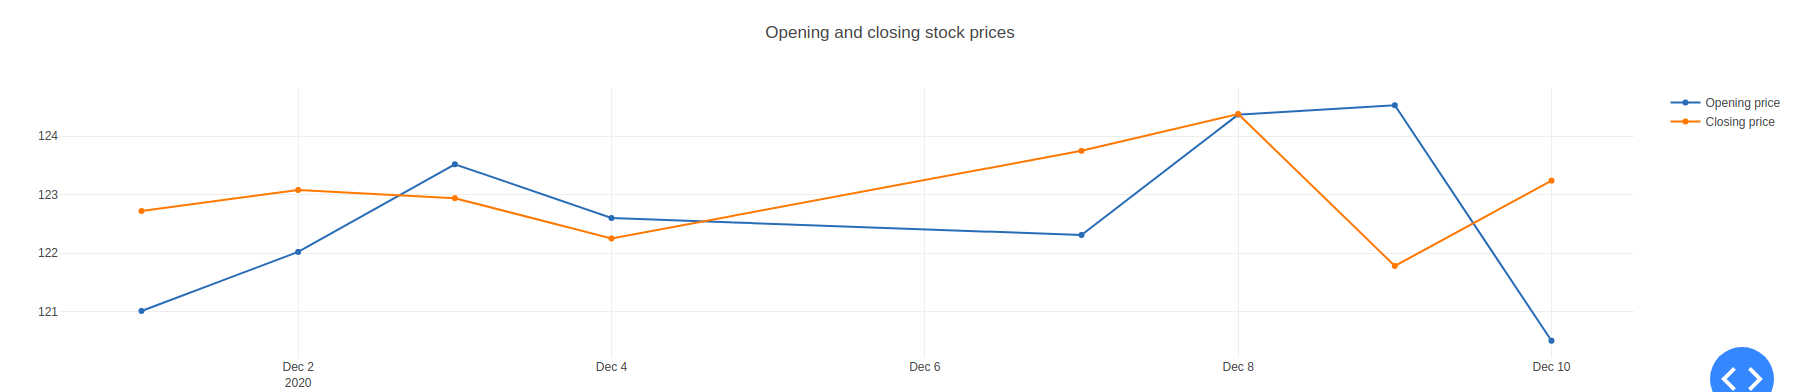 Opening and closing stock prices
Opening price
Closing price
124
123
122
121
Dec 2
2020
Dec 4
Dec 6
Dec 8
Dec 10